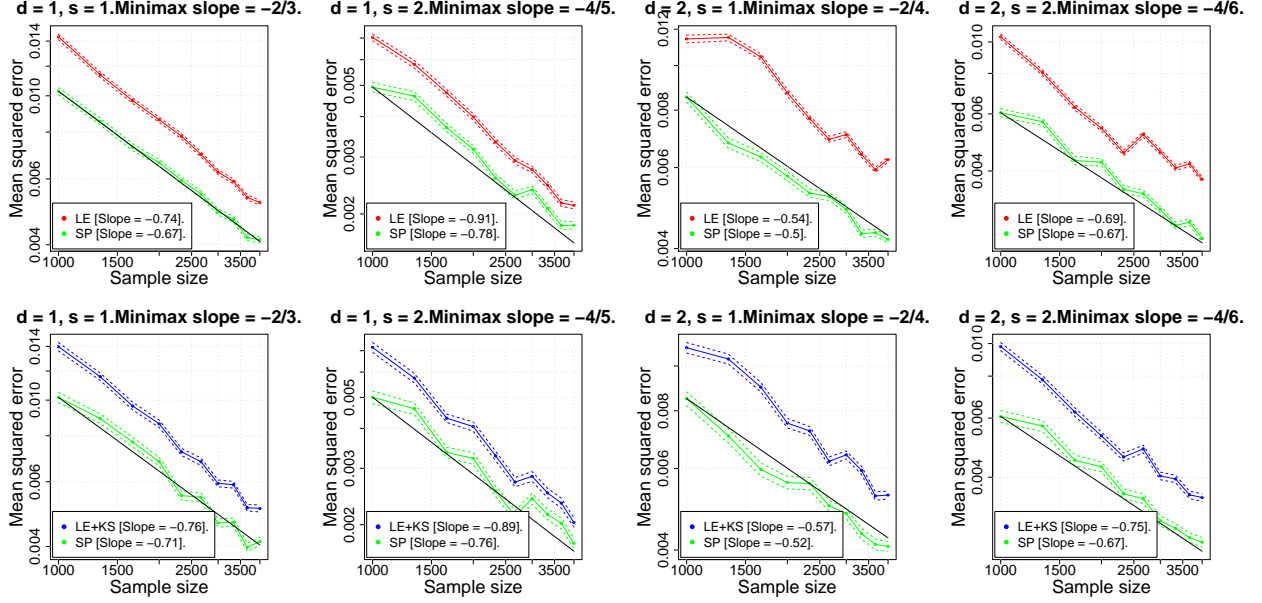 d = 1, s = 1.Minimax slope = −2/3.
Mean squared error
0.004 0.006 0.010 0.014
LE [Slope = −0.74].
SP [Slope = −0.67].
1000 1500 2500 3500
Sample size
d = 1, s = 2.Minimax slope = −4/5.
Mean squared error
0.002 0.003 0.005
LE [Slope = −0.91].
SP [Slope = −0.78].
1000 1500 2500 3500
Sample size
d = 2, s = 1.Minimax slope = −2/4.
Mean squared error
0.004 0.006 0.008 0.012
LE [Slope = −0.54].
SP [Slope = −0.5].
1000 1500 2500 3500
Sample size
d = 2, s = 2.Minimax slope = −4/6.
Mean squared error
0.004 0.006 0.010
LE [Slope = −0.69].
SP [Slope = −0.67].
1000 1500 2500 3500
Sample size
d = 1, s = 1.Minimax slope = −2/3.
Mean squared error
0.004 0.006 0.010 0.014
LE+KS [Slope = −0.76].
SP [Slope = −0.71].
1000 1500 2500 3500
Sample size
d = 1, s = 2.Minimax slope = −4/5.
Mean squared error
0.002 0.003 0.005
LE+KS [Slope = −0.89].
SP [Slope = −0.76].
1000 1500 2500 3500
Sample size
d = 2, s = 1.Minimax slope = −2/4.
Mean squared error
0.004 0.006 0.008
LE+KS [Slope = −0.57].
SP [Slope = −0.52].
1000 1500 2500 3500
Sample size
d = 2, s = 2.Minimax slope = −4/6.
Mean squared error
0.004 0.006 0.010
LE+KS [Slope = −0.75].
SP [Slope = −0.67].
1000 1500 2500 3500
Sample size